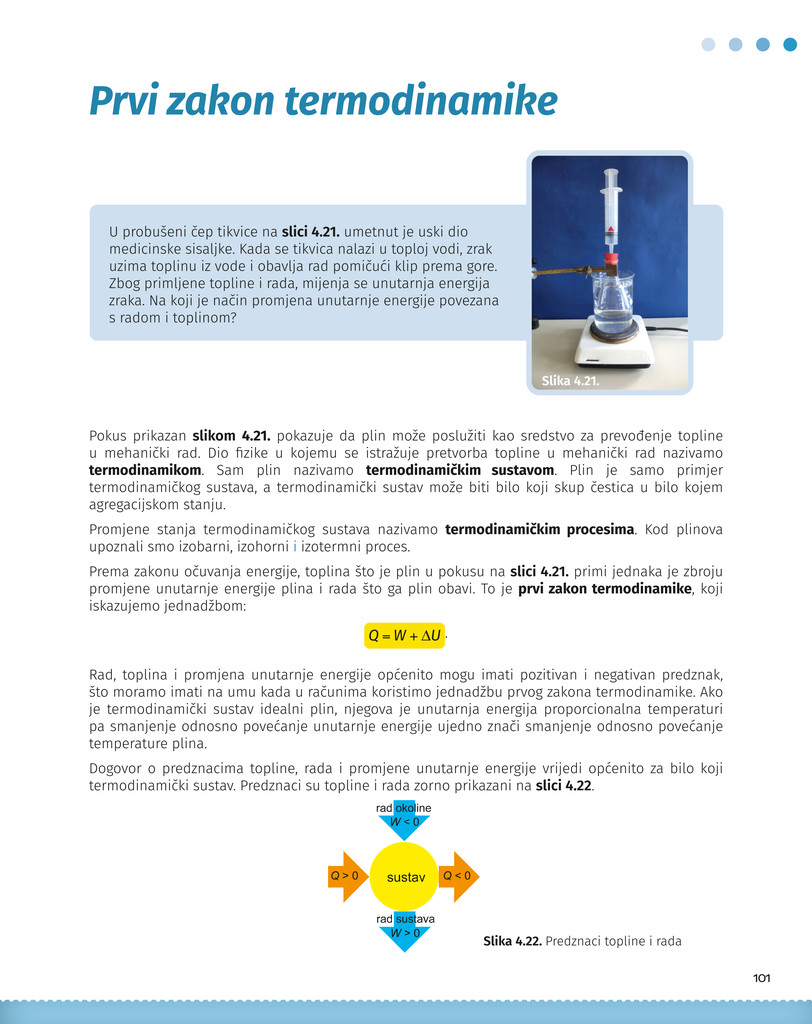 Prvi zakon termodinamike
U probušeni čep tikvice na slici 4.21. umetnut je uski dio
medicinske sisaljke. Kada se tikvica nalazi u toploj vodi, zrak
uzima toplinu iz vode i obavlja rad pomičući klip prema gore.
Zbog primljene topline i rada, mijenja se unutarnja energija
zraka. Na koji je način promjena unutarnje energije povezana
s radom i toplinom?
Slika 4.21.
Pokus prikazan slikom 4.21. pokazuje da plin može poslužiti kao sredstvo za prevođenje topline
u mehanički rad. Dio fizike u kojemu se istražuje pretvorba topline u mehanički rad nazivamo
termodinamikom. Sam plin nazivamo termodinamičkim sustavom. Plin je samo primjer
termodinamičkog sustava, a termodinamički sustav može biti bilo koji skup čestica u bilo kojem
agregacijskom stanju.
Promjene stanja termodinamičkog sustava nazivamo termodinamičkim procesima. Kod plinova
upoznali smo izobarni, izohorni i izotermni proces.
Prema zakonu očuvanja energije, toplina što je plin u pokusu na slici 4.21. primi jednaka je zbroju
promjene unutarnje energije plina i rada što ga plin obavi. To je prvi zakon termodinamike, koji
iskazujemo jednadžbom:
Q = W + ΔU .
Rad, toplina i promjena unutarnje energije općenito mogu imati pozitivan i negativan predznak,
što moramo imati na umu kada u računima koristimo jednadžbu prvog zakona termodinamike. Ako
je termodinamički sustav idealni plin, njegova je unutarnja energija proporcionalna temperaturi
pa smanjenje odnosno povećanje unutarnje energije ujedno znači smanjenje odnosno povećanje
temperature plina.
Dogovor o predznacima topline, rada i promjene unutarnje energije vrijedi općenito za bilo koji
termodinamički sustav. Predznaci su topline i rada zorno prikazani na slici 4.22.
rad okoline
W < 0
Q > 0
sustav
Q < 0
rad sustava
W > 0
Slika 4.22. Predznaci topline i rada
101